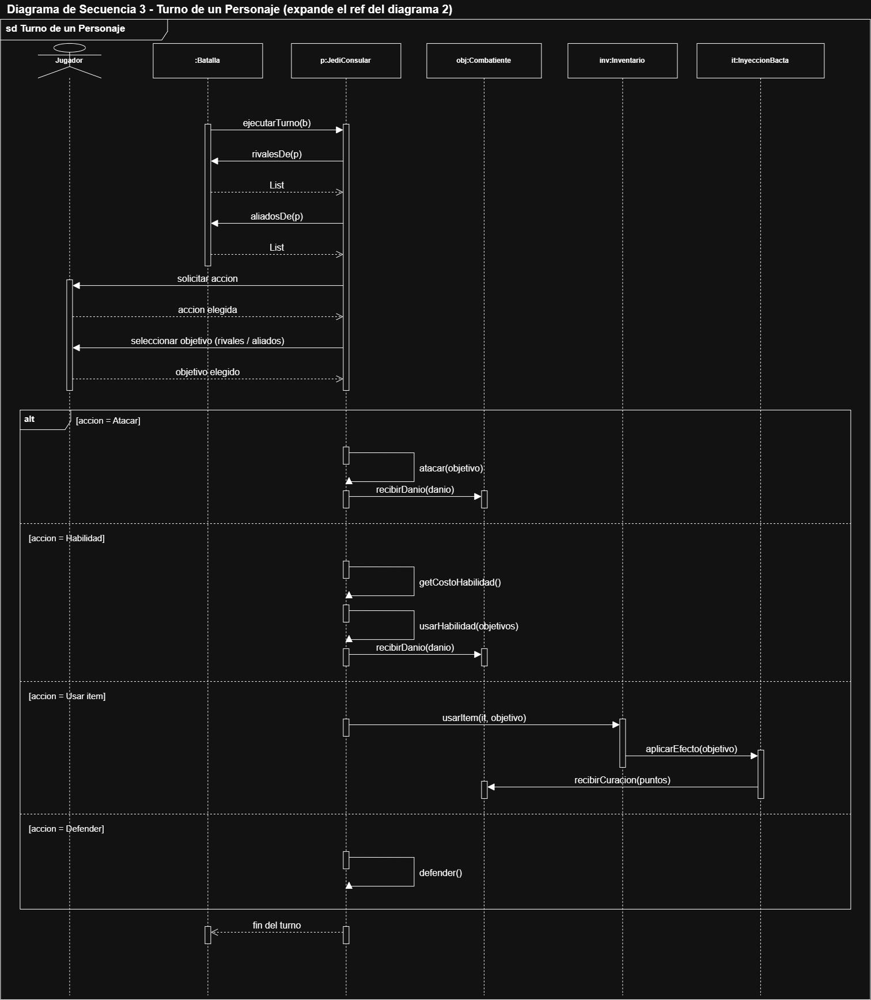 Diagrama de Secuencia 3 - Turno de un Personaje (expande el ref del diagrama 2)
sd Turno de un Personaje
Jugador
:Batalla
p:JediConsular
obj:Combatiente
inv:Inventario
it:InyeccionBacta
ejecutarTurno(b)
rivalesDe(p)
List
aliadosDe(p)
List
solicitar accion
accion elegida
seleccionar objetivo (rivales / aliados)
objetivo elegido
alt
[accion = Atacar]
atacar(objetivo)
recibirDanio(danio)
[accion = Habilidad]
getCostoHabilidad()
usarHabilidad(objetivos)
recibirDanio(danio)
[accion = Usar item]
usarItem(it, objetivo)
aplicarEfecto(objetivo)
recibirCuracion(puntos)
[accion = Defender]
defender()
fin del turno